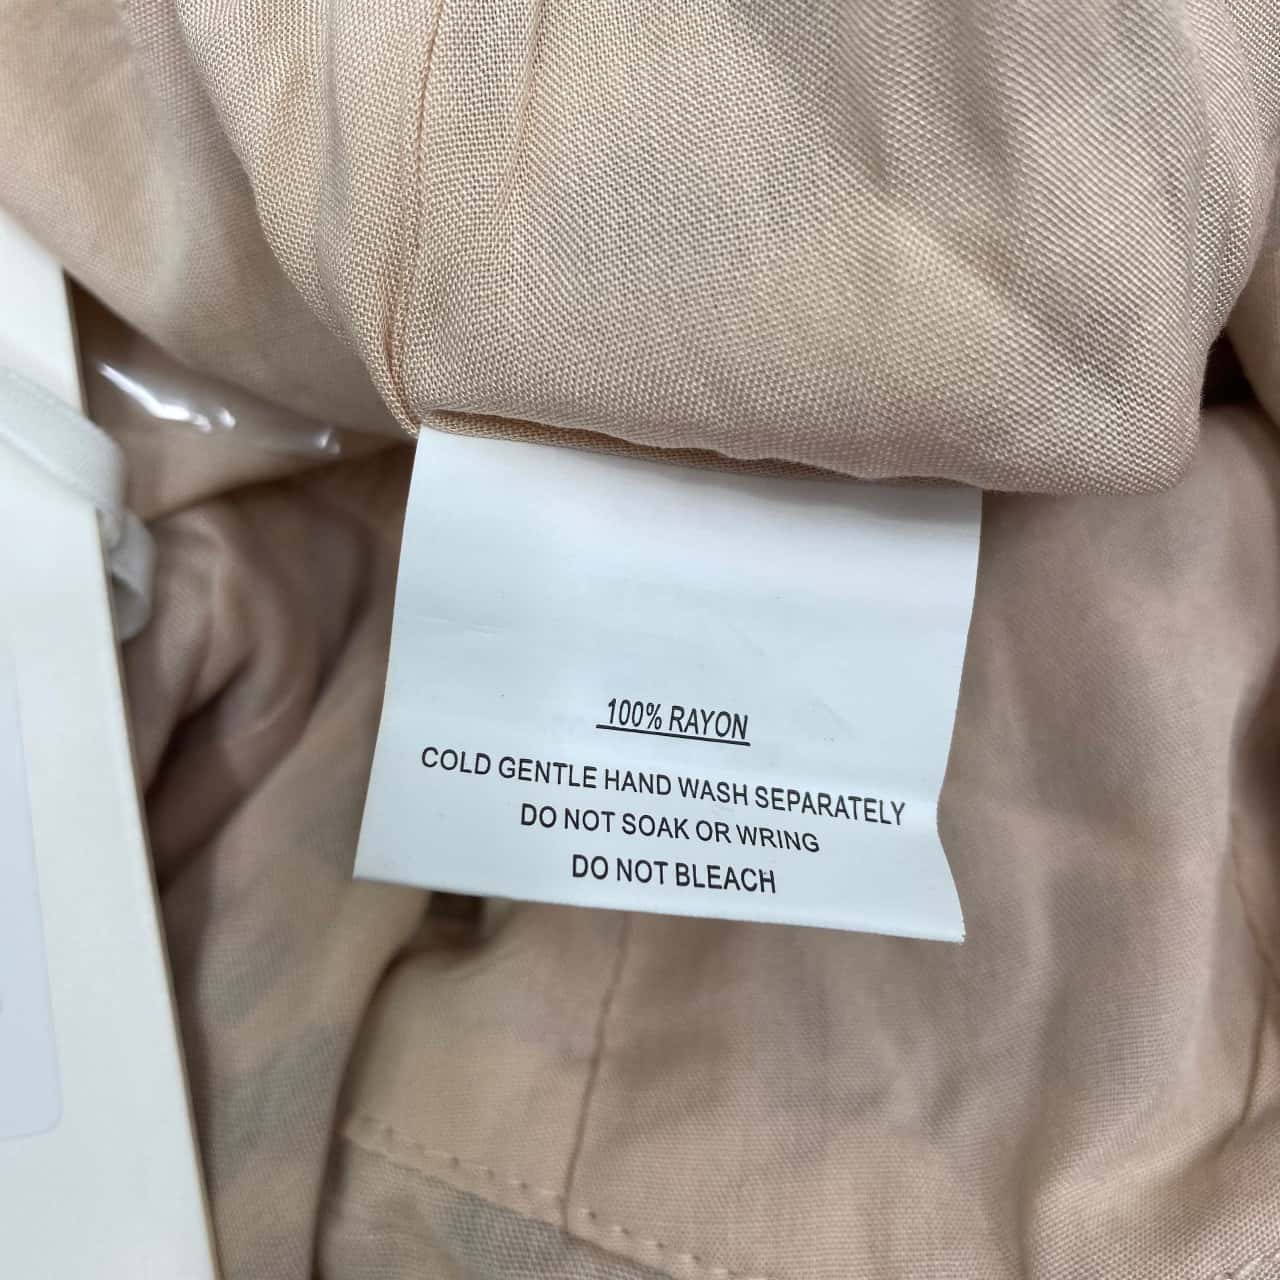 100% RAYON
COLD GENTLE HAND WASH SEPARATELY
DO NOT SOAK OR WRING
DO NOT BLEACH